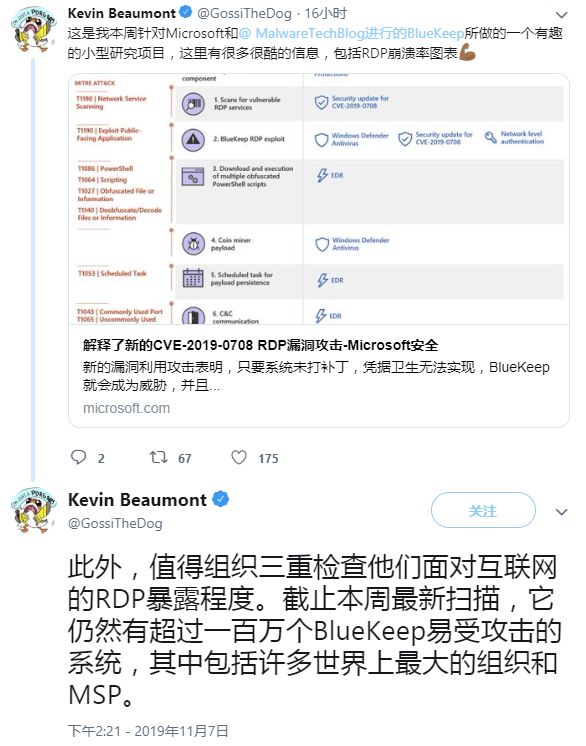 Kevin Beaumont @GossiTheDog · 16小时
这是我本周针对Microsoft和@ MalwareTechBlog进行的BlueKeep所做的一个有趣
的小型研究项目，这里有很多很酷的信息，包括RDP崩溃率图表
MITRE ATT&CK
component
Protections
T1190 | Network Service
Scanning
1. Scans for vulnerable
RDP services
Security update for
CVE-2019-0708
T1190 | Exploit Public-
Facing Application
2. BlueKeep RDP exploit
Windows Defender
Antivirus
Security update for
CVE-2019-0708
Network level
authentication
T1086 | PowerShell
T1064 | Scripting
T1027 | Obfuscated File or
Information
T1140 | Deobfuscate/Decode
Files or Information
3. Download and execution
of multiple obfuscated
PowerShell scripts
EDR
4. Coin miner
payload
Windows Defender
Antivirus
T1053 | Scheduled Task
5. Scheduled task for
payload persistence
EDR
T1043 | Commonly Used Port
T1065 | Uncommonly Used
6. C&C
communication
EDR
解释了新的CVE-2019-0708 RDP漏洞攻击-Microsoft安全
新的漏洞利用攻击表明，只要系统未打补丁，凭据卫生无法实现，BlueKeep
就会成为威胁，并且...
microsoft.com
2 67 175
Kevin Beaumont
@GossiTheDog
关注
此外，值得组织三重检查他们面对互联网
的RDP暴露程度。截止本周最新扫描，它
仍然有超过一百万个BlueKeep易受攻击的
系统，其中包括许多世界上最大的组织和
MSP。
下午2:21 - 2019年11月7日